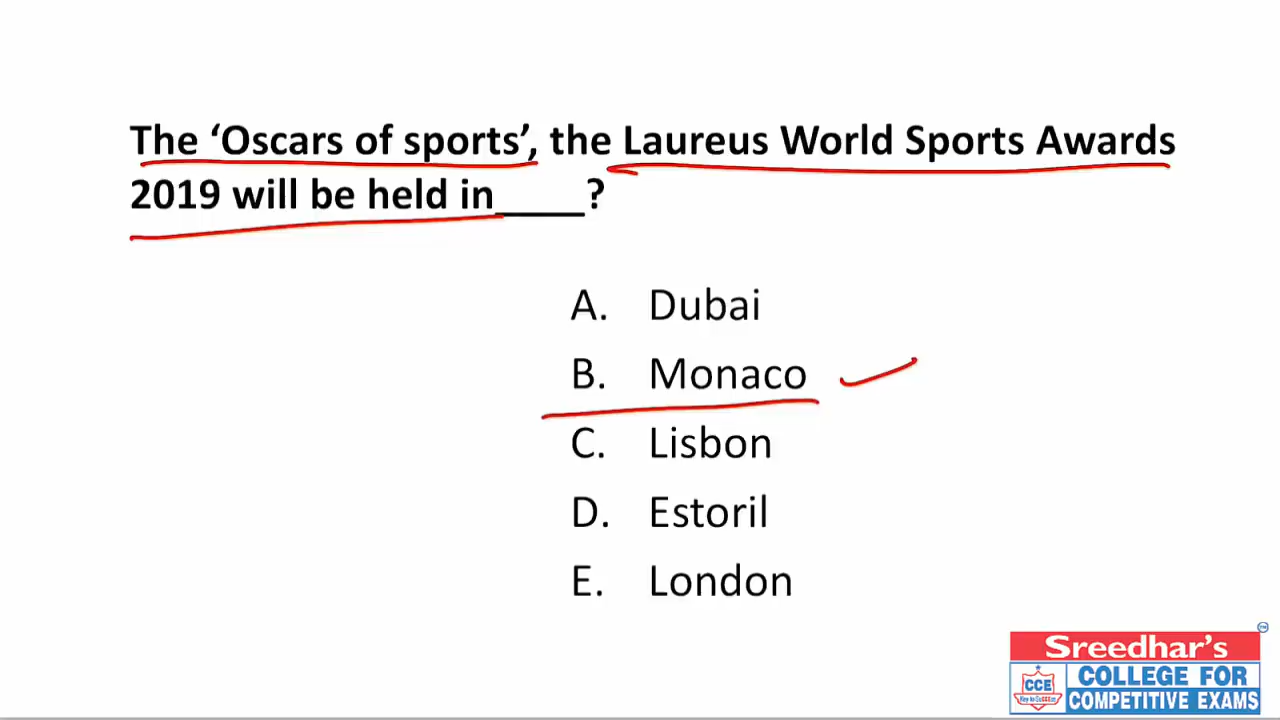 The ‘Oscars of sports’, the Laureus World Sports Awards
2019 will be held in____?
A. Dubai
B. Monaco
C. Lisbon
D. Estoril
E. London
Sreedhar's
CCE
COLLEGE FOR
COMPETITIVE EXAMS